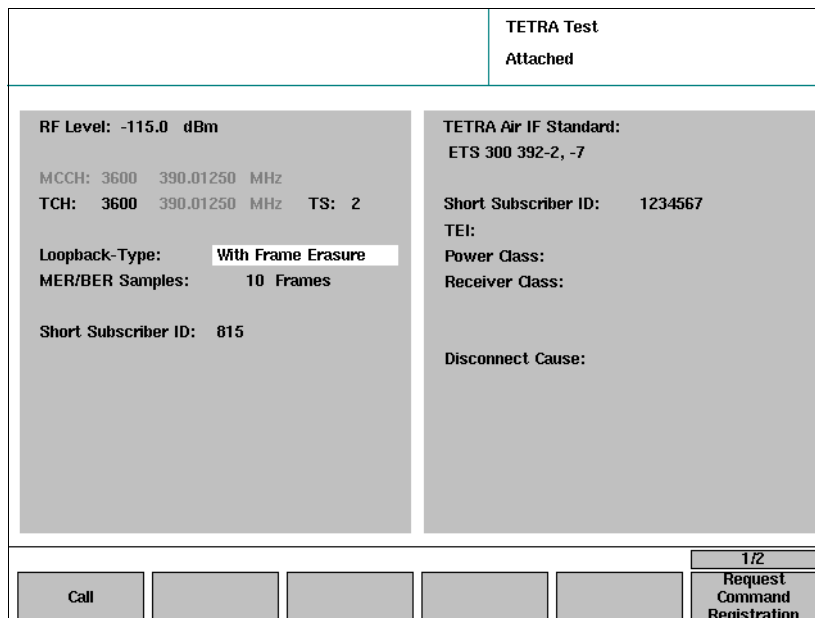 TETRA Test
Attached
RF Level: -115.0 dBm
MCCH: 3600 390.01250 MHz
TCH: 3600 390.01250 MHz TS: 2
Loopback-Type: With Frame Erasure
MER/BER Samples: 10 Frames
Short Subscriber ID: 815
TETRA Air IF Standard:
ETS 300 392-2, -7
Short Subscriber ID: 1234567
TEI:
Power Class:
Receiver Class:
Disconnect Cause:
1/2
Call
Request
Command
Registration